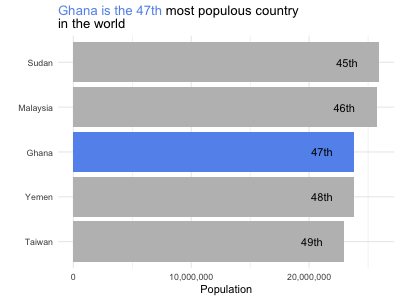 Ghana is the 47th most populous country
in the world
Sudan
45th
Malaysia
46th
Ghana
47th
Yemen
48th
Taiwan
49th
0
10,000,000
20,000,000
Population